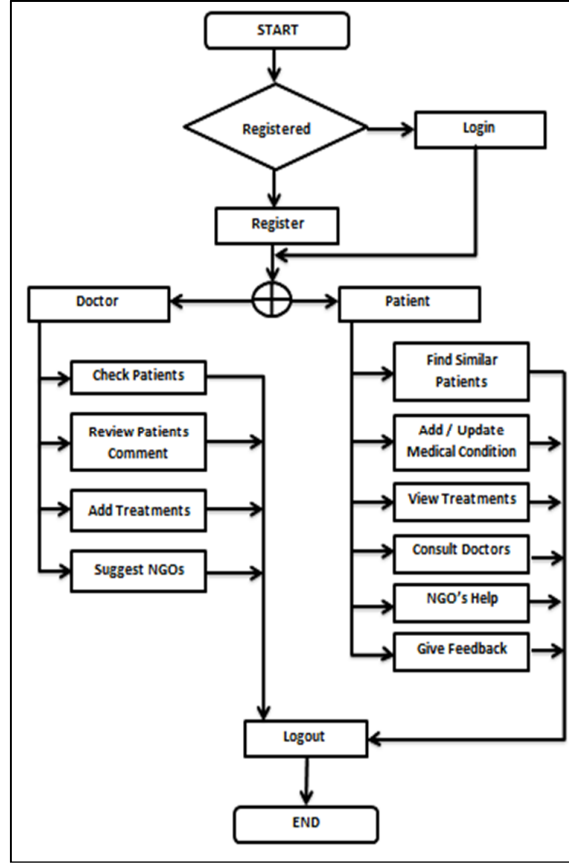 START
Registered
Login
Register
Doctor
Patient
Check Patients
Review Patients
Comment
Add Treatments
Suggest NGOs
Find Similar
Patients
Add / Update
Medical Condition
View Treatments
Consult Doctors
NGO's Help
Give Feedback
Logout
END